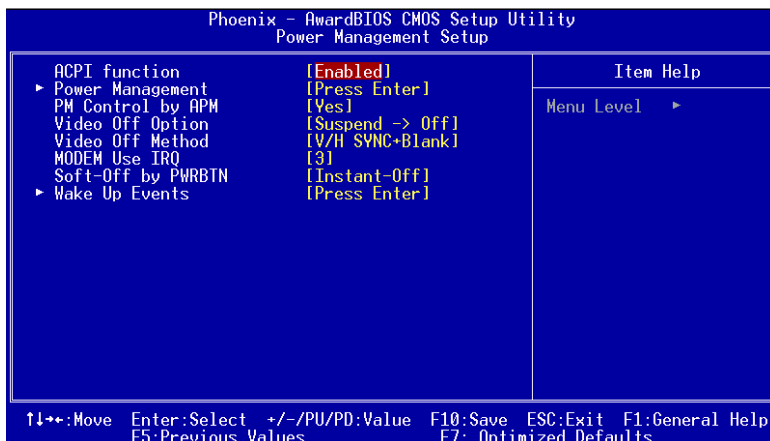 Phoenix - AwardBIOS CMOS Setup Utility
Power Management Setup
ACPI function [Enabled]
► Power Management [Press Enter]
PM Control by APM [Yes]
Video Off Option [Suspend -> Off]
Video Off Method [V/H SYNC+Blank]
MODEM Use IRQ [3]
Soft-Off by PWRBTN [Instant-Off]
► Wake Up Events [Press Enter]
Item Help
Menu Level ►
↑↓→←:Move Enter:Select +/-/PU/PD:Value F10:Save ESC:Exit F1:General Help
F5:Previous Values F7: Optimized Defaults